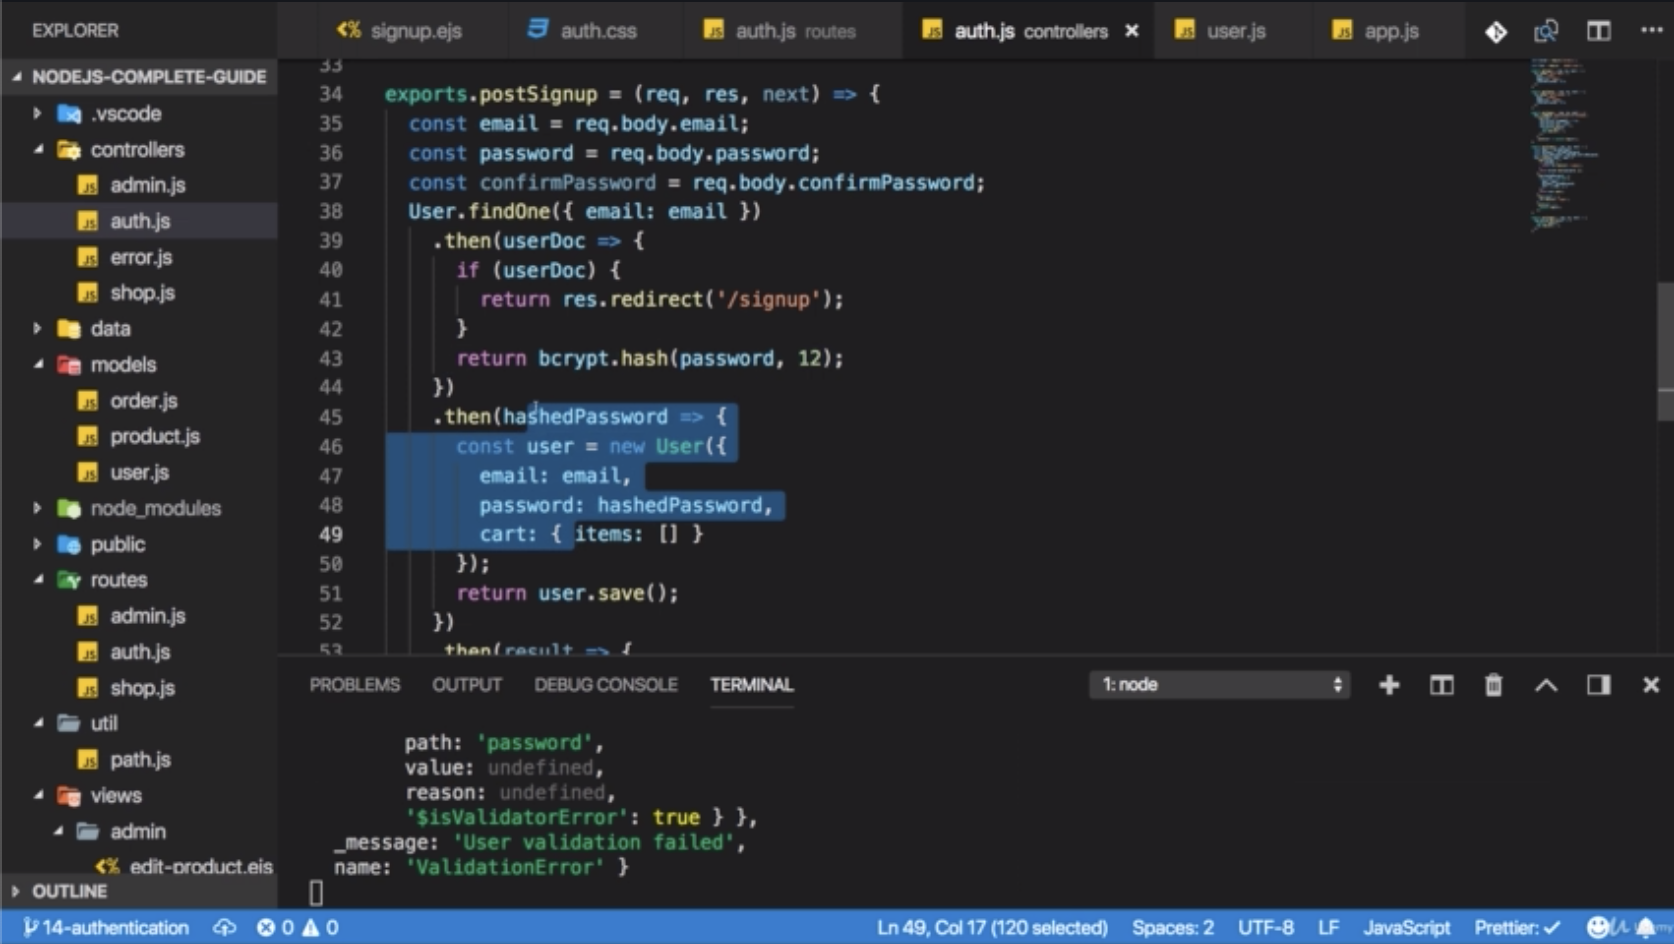 EXPLORER
signup.ejs
auth.css
auth.js routes
auth.js controllers
user.js
app.js
NODEJS-COMPLETE-GUIDE
.vscode
controllers
admin.js
auth.js
error.js
shop.js
data
models
order.js
product.js
user.js
node_modules
public
routes
admin.js
auth.js
shop.js
util
path.js
views
admin
edit-product.ejs
OUTLINE
33
34 exports.postSignup = (req, res, next) => {
35 const email = req.body.email;
36 const password = req.body.password;
37 const confirmPassword = req.body.confirmPassword;
38 User.findOne({ email: email })
39 .then(userDoc => {
40 if (userDoc) {
41 return res.redirect('/signup');
42 }
43 return bcrypt.hash(password, 12);
44 })
45 .then(hashedPassword => {
46 const user = new User({
47 email: email,
48 password: hashedPassword,
49 cart: { items: [] }
50 });
51 return user.save();
52 })
53 .then(result => {
PROBLEMS OUTPUT DEBUG CONSOLE TERMINAL 1: node
path: 'password',
value: undefined,
reason: undefined,
'$isValidatorError': true } },
_message: 'User validation failed',
name: 'ValidationError' }
14-authentication 0 0 Ln 49, Col 17 (120 selected) Spaces: 2 UTF-8 LF JavaScript Prettier: ✓